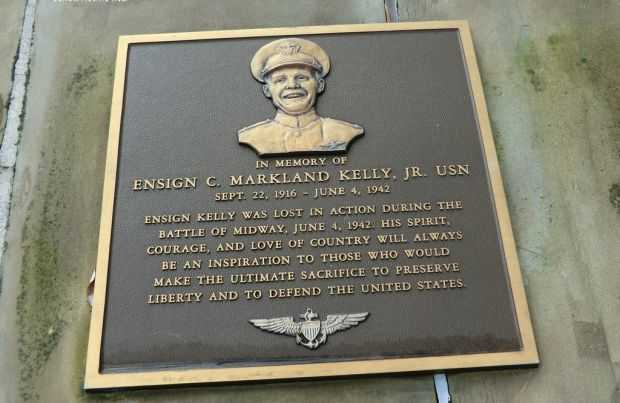 IN MEMORY OF
ENSIGN C. MARKLAND KELLY, JR. USN
SEPT. 22, 1916 - JUNE 4, 1942
ENSIGN KELLY WAS LOST IN ACTION DURING THE
BATTLE OF MIDWAY, JUNE 4, 1942. HIS SPIRIT,
COURAGE, AND LOVE OF COUNTRY WILL ALWAYS
BE AN INSPIRATION TO THOSE WHO WOULD
MAKE THE ULTIMATE SACRIFICE TO PRESERVE
LIBERTY AND TO DEFEND THE UNITED STATES.